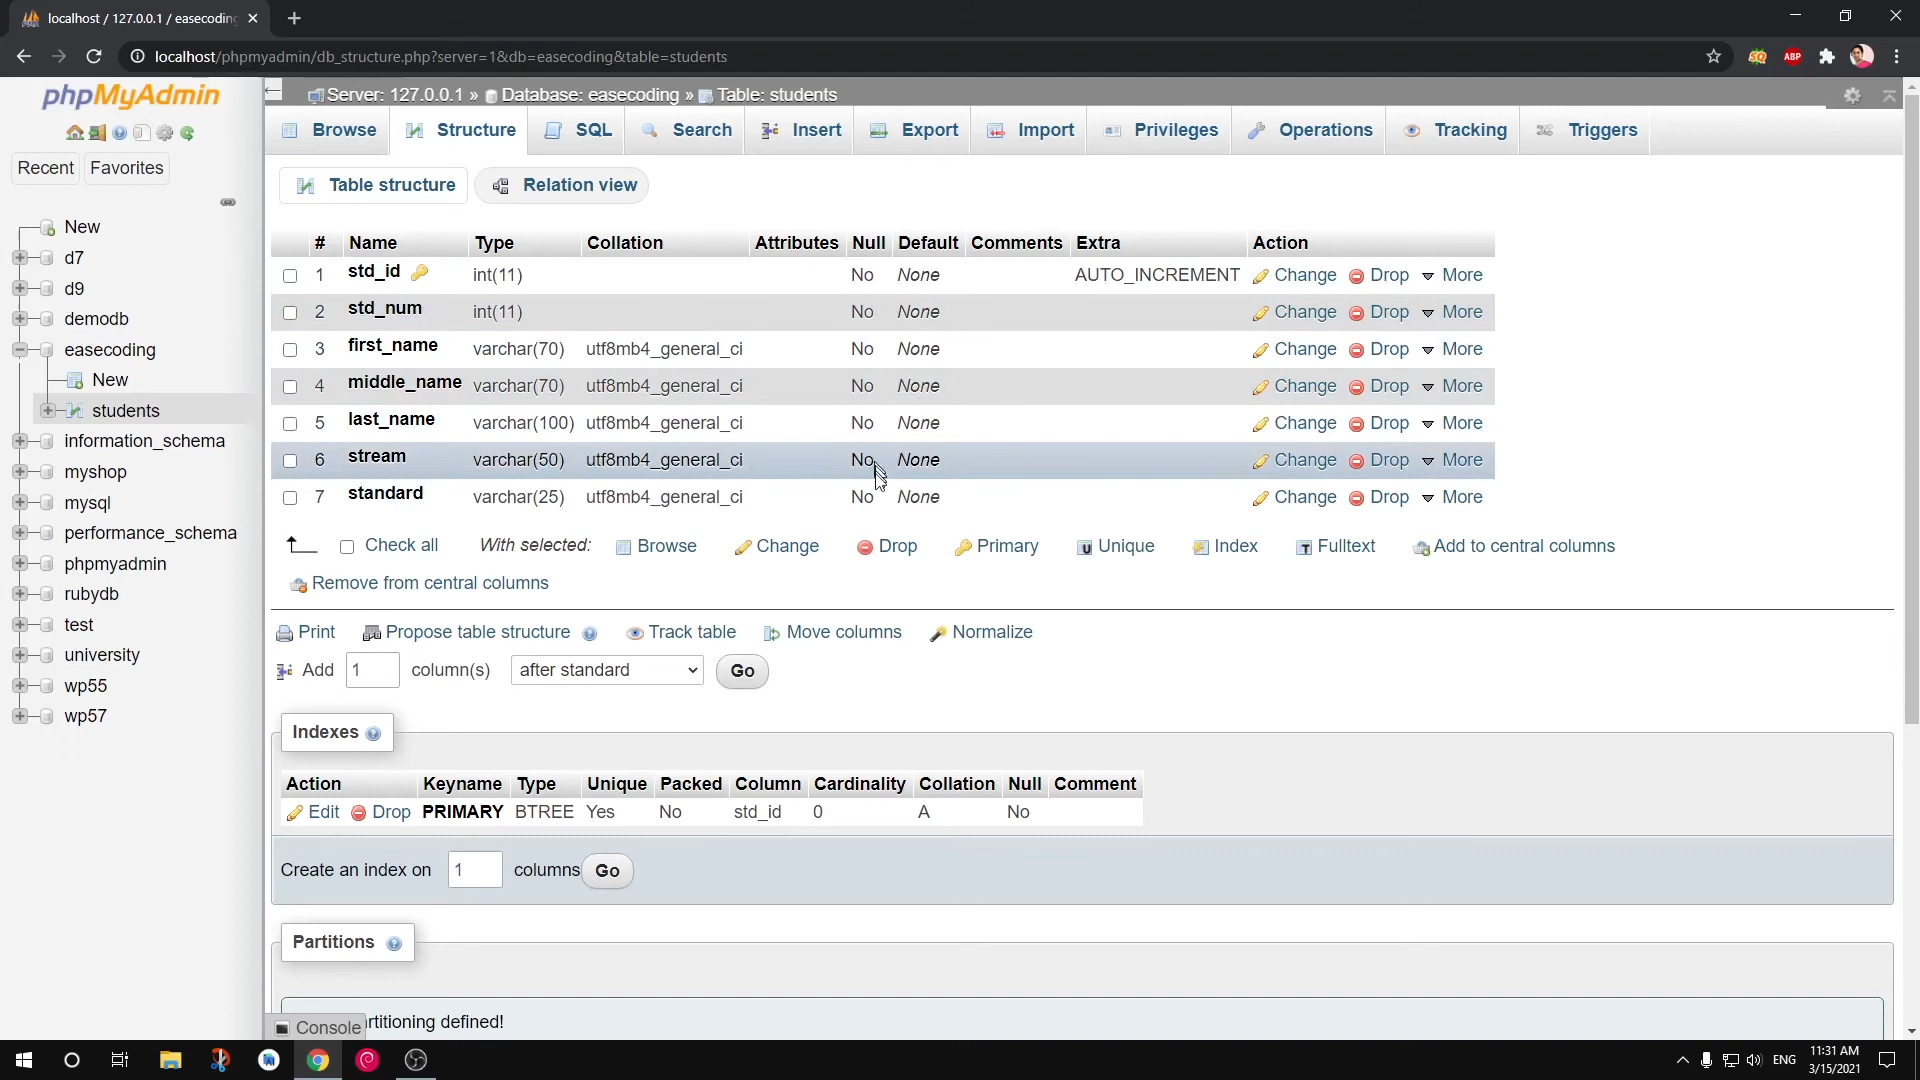 localhost / 127.0.0.1 / easecoding
localhost/phpmyadmin/db_structure.php?server=1&db=easecoding&table=students
ABP
phpMyAdmin
Recent
Favorites
New
d7
d9
demodb
easecoding
New
students
information_schema
myshop
mysql
performance_schema
phpmyadmin
rubydb
test
university
wp55
wp57
Server: 127.0.0.1 » Database: easecoding » Table: students
Browse Structure SQL Search Insert Export Import Privileges Operations Tracking Triggers
Table structure Relation view
# Name Type Collation Attributes Null Default Comments Extra Action
1 std_id int(11) No None AUTO_INCREMENT Change Drop More
2 std_num int(11) No None Change Drop More
3 first_name varchar(70) utf8mb4_general_ci No None Change Drop More
4 middle_name varchar(70) utf8mb4_general_ci No None Change Drop More
5 last_name varchar(100) utf8mb4_general_ci No None Change Drop More
6 stream varchar(50) utf8mb4_general_ci No None Change Drop More
7 standard varchar(25) utf8mb4_general_ci No None Change Drop More
Check all With selected: Browse Change Drop Primary Unique Index Fulltext Add to central columns
Remove from central columns
Print Propose table structure Track table Move columns Normalize
Add 1 column(s) after standard Go
Indexes
Action Keyname Type Unique Packed Column Cardinality Collation Null Comment
Edit Drop PRIMARY BTREE Yes No std_id 0 A No
Create an index on 1 columns Go
Partitions
rtitioning defined!
Console
ENG
11:31 AM
3/15/2021